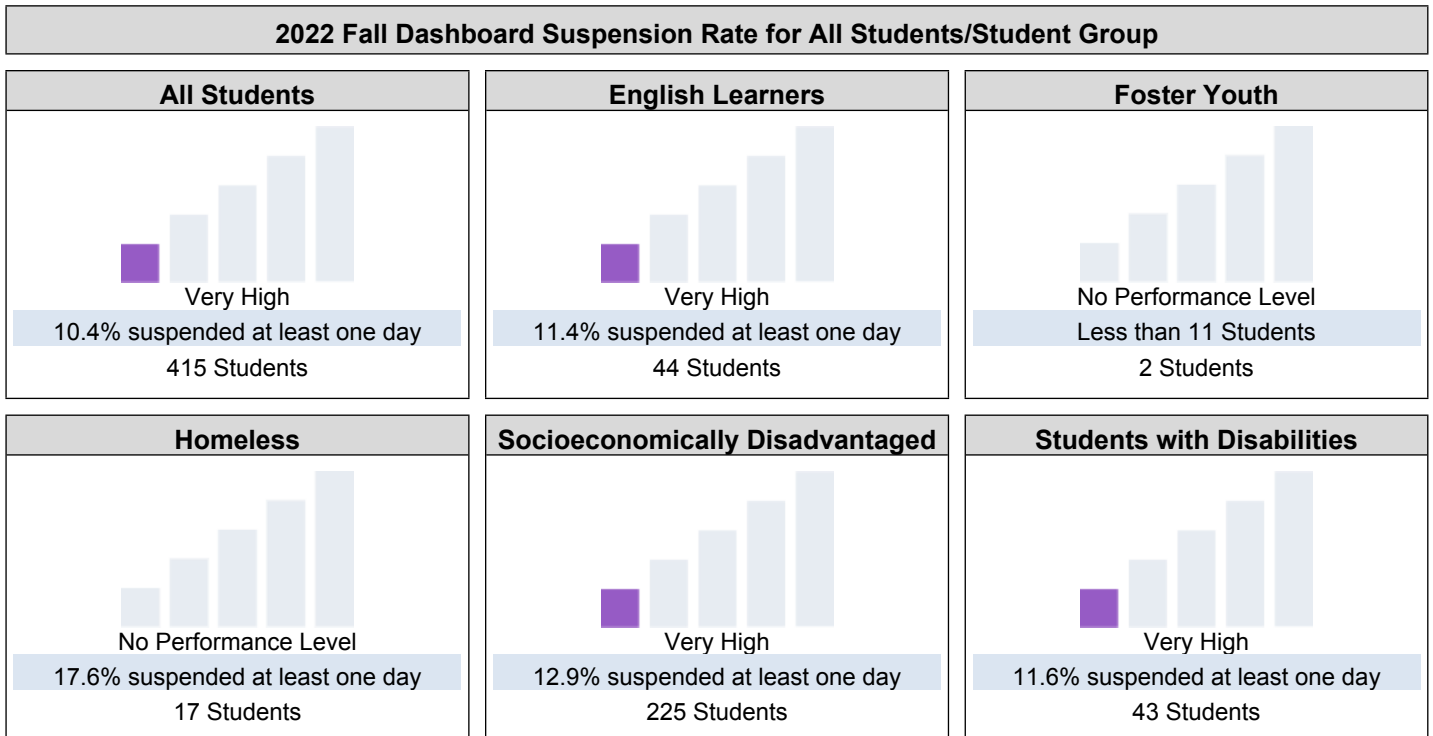 2022 Fall Dashboard Suspension Rate for All Students/Student Group
All Students
Very High
10.4% suspended at least one day
415 Students
English Learners
Very High
11.4% suspended at least one day
44 Students
Foster Youth
No Performance Level
Less than 11 Students
2 Students
Homeless
No Performance Level
17.6% suspended at least one day
17 Students
Socioeconomically Disadvantaged
Very High
12.9% suspended at least one day
225 Students
Students with Disabilities
Very High
11.6% suspended at least one day
43 Students